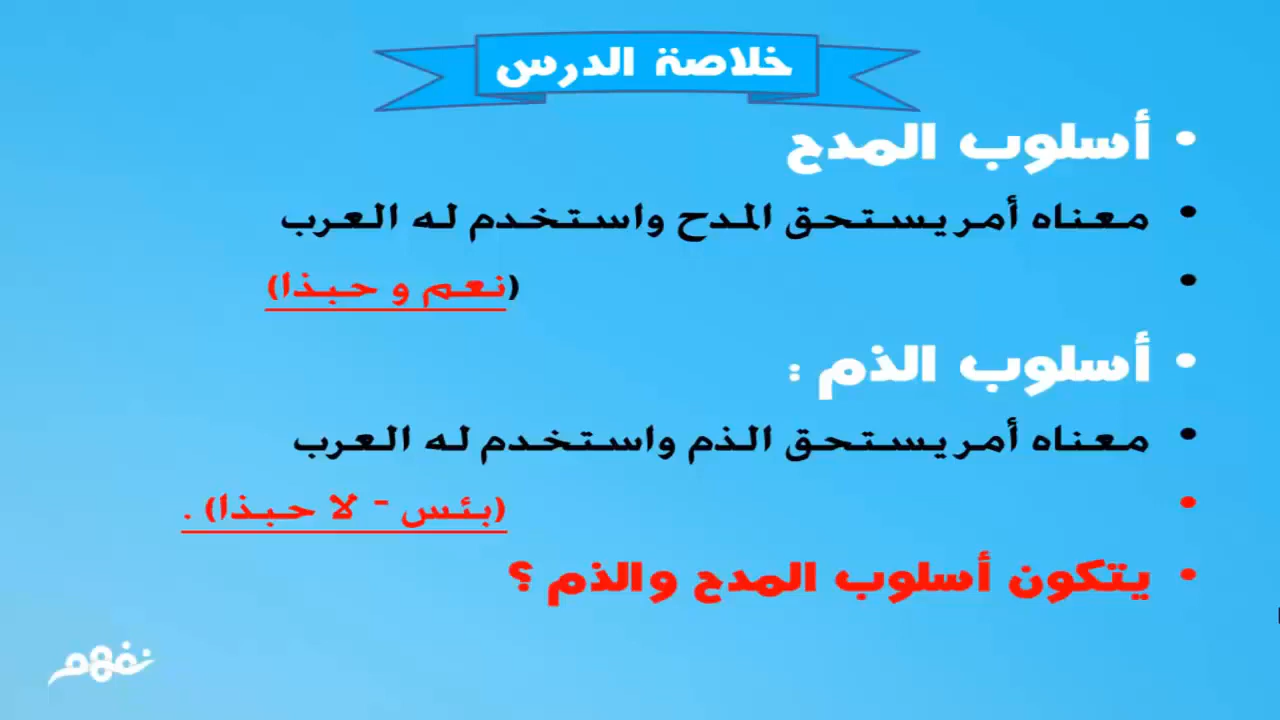 خلاصة الدرس
• أسلوب المدح
• معناه أمر يستحق المدح واستخدم له العرب
• (نعم و حبذا)
• أسلوب الذم :
• معناه أمر يستحق الذم واستخدم له العرب
• (بئس - لا حبذا) .
• يتكون أسلوب المدح والذم ؟
نفهم